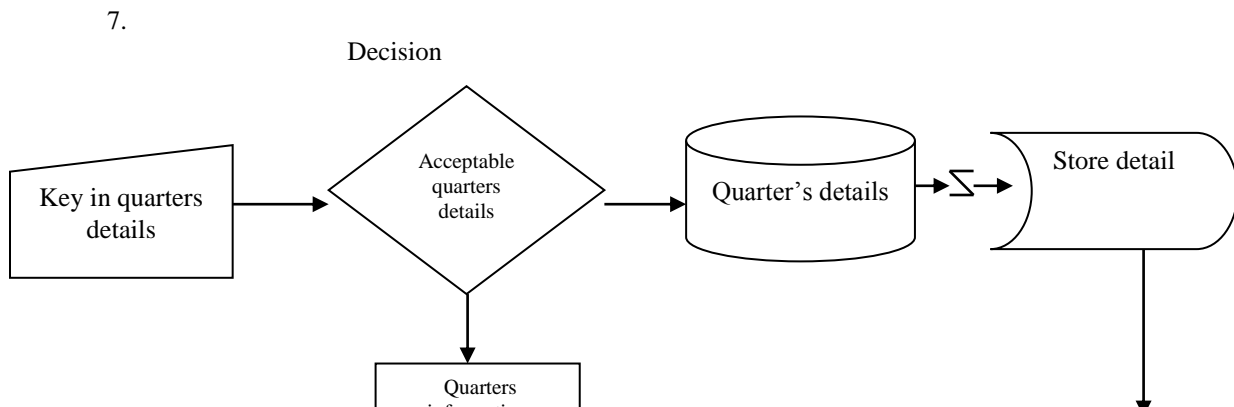 7.
Decision
Key in quarters
details
Acceptable
quarters
details
Quarter’s details
Σ
Store detail
Quarters